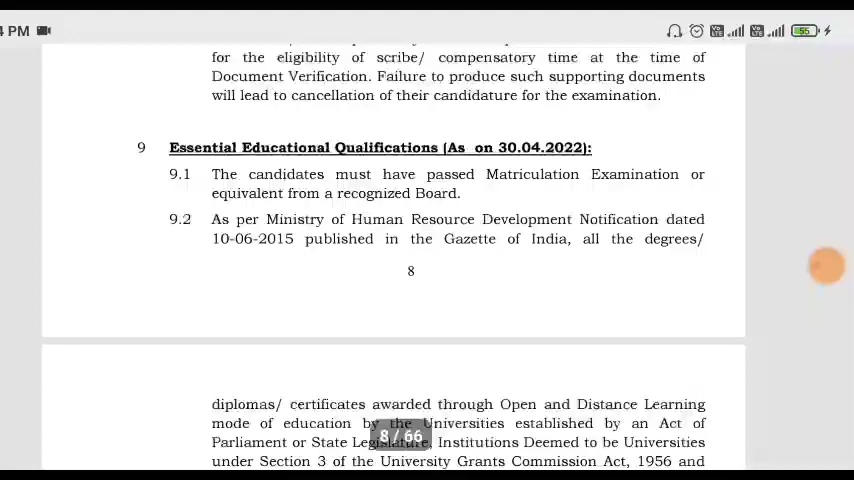 4 PM
55
for the eligibility of scribe/ compensatory time at the time of
Document Verification. Failure to produce such supporting documents
will lead to cancellation of their candidature for the examination.
9 Essential Educational Qualifications (As on 30.04.2022):
9.1 The candidates must have passed Matriculation Examination or
equivalent from a recognized Board.
9.2 As per Ministry of Human Resource Development Notification dated
10-06-2015 published in the Gazette of India, all the degrees/
8
diplomas/ certificates awarded through Open and Distance Learning
mode of education by the Universities established by an Act of
Parliament or State Legislature, Institutions Deemed to be Universities
8 / 66
under Section 3 of the University Grants Commission Act, 1956 and